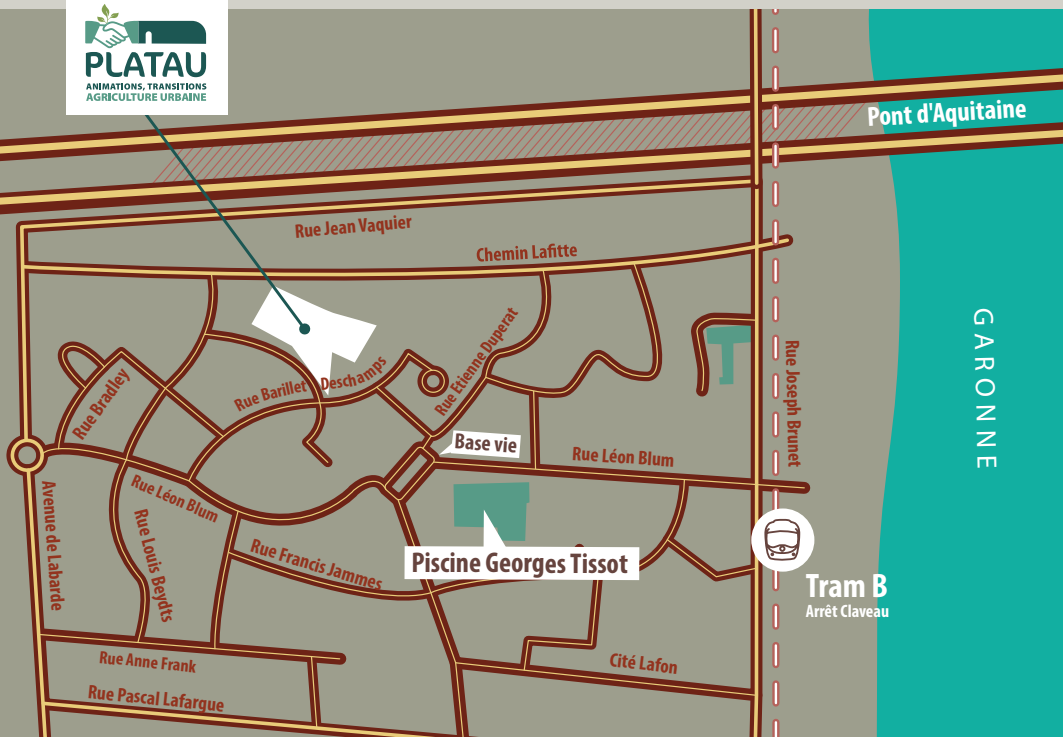 PLATAU
ANIMATIONS, TRANSITIONS
AGRICULTURE URBAINE
Pont d'Aquitaine
Rue Jean Vaquier
Chemin Lafitte
GARONNE
Rue Etienne Duperat
Rue Joseph Brunet
Rue Barillet Deschamps
Rue Bradley
Base vie
Rue Léon Blum
Rue Léon Blum
Avenue de Labarde
Rue Louis Beydts
Rue Francis Jammes
Piscine Georges Tissot
Tram B
Arrêt Claveau
Rue Anne Frank
Cité Lafon
Rue Pascal Lafargue